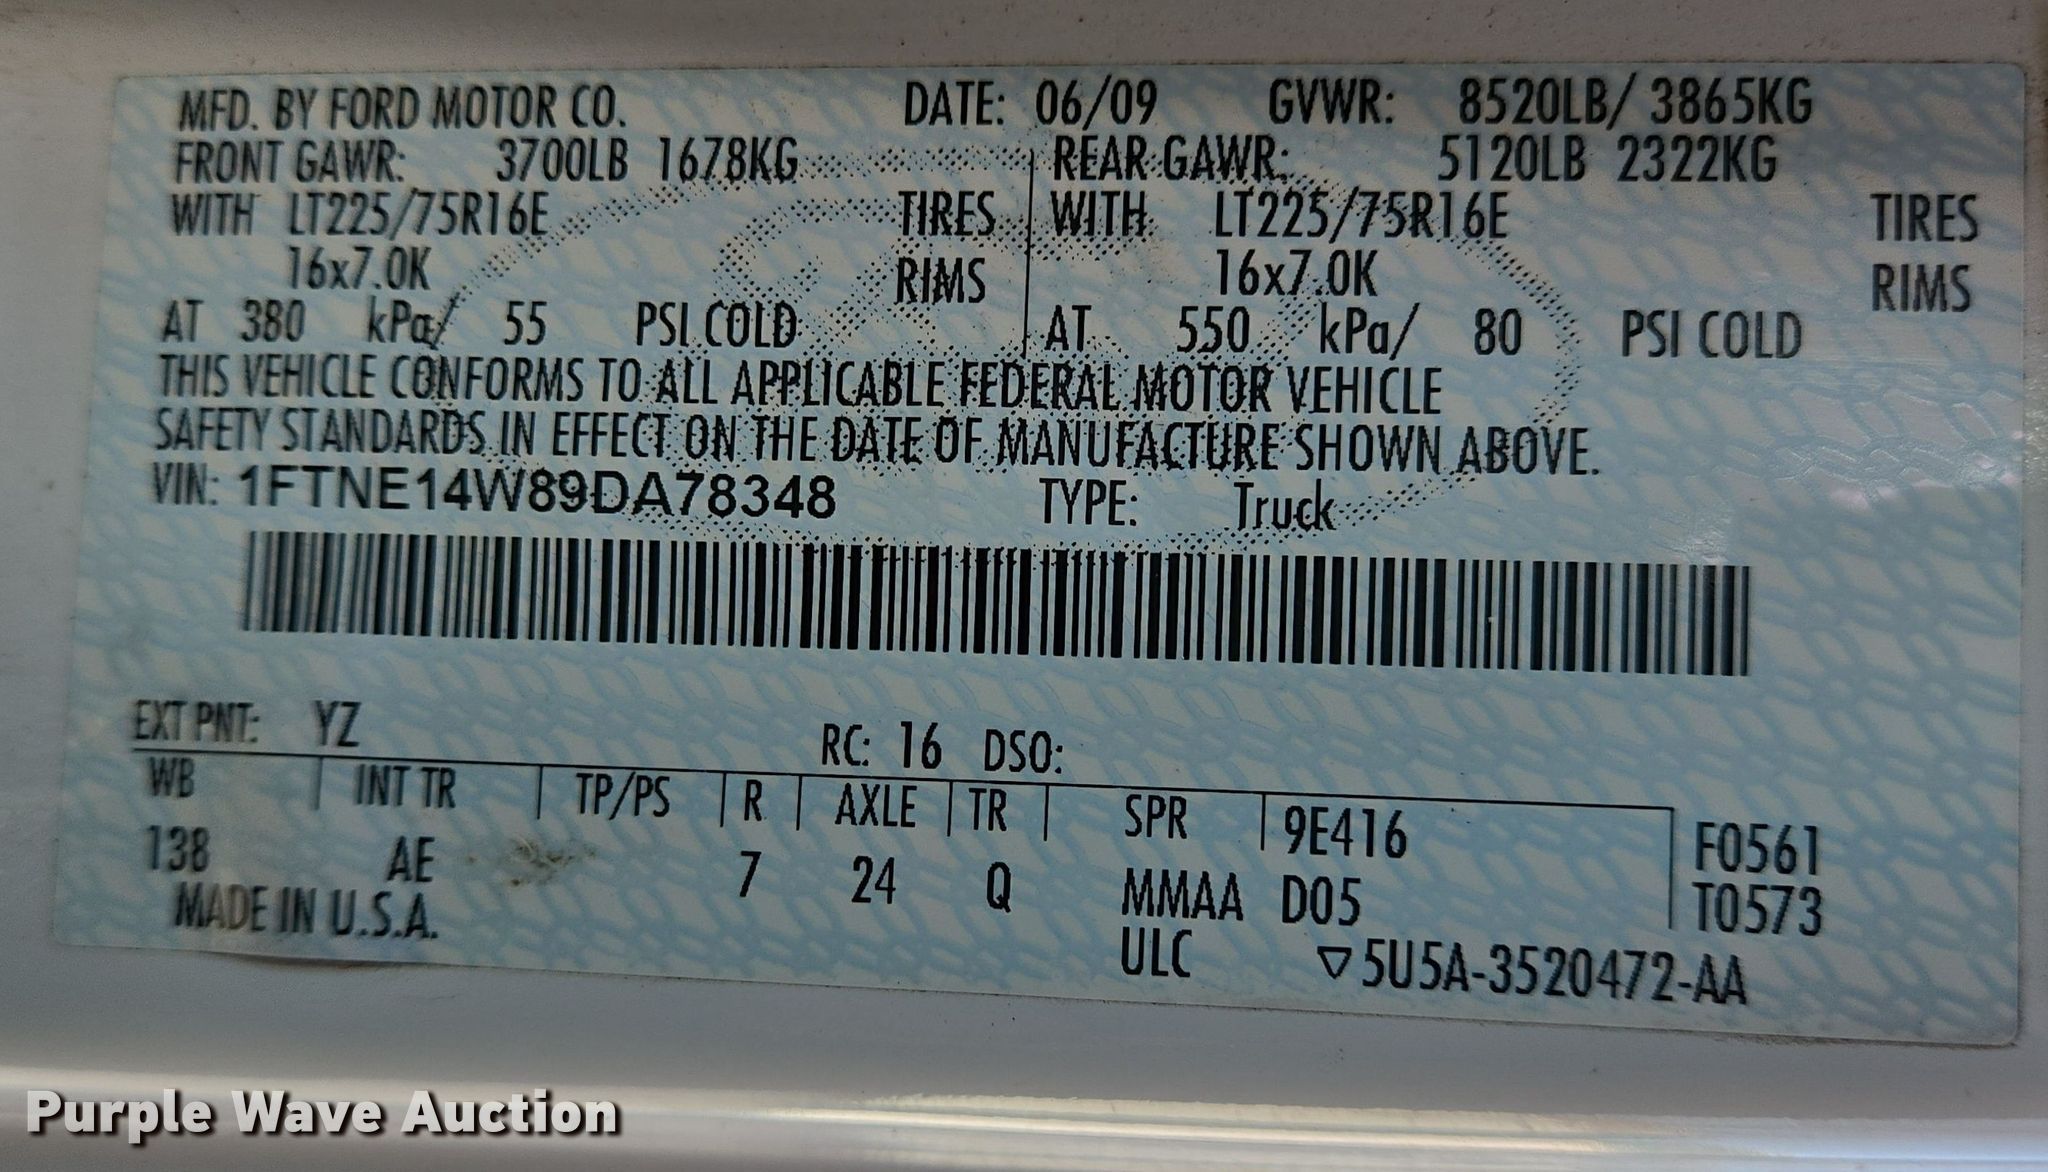 MFD. BY FORD MOTOR CO. DATE: 06/09 GVWR: 8520LB/ 3865KG
FRONT GAWR: 3700LB 1678KG REAR GAWR: 5120LB 2322KG
WITH LT225/75R16E TIRES WITH LT225/75R16E TIRES
16x7.0K RIMS 16x7.0K RIMS
AT 380 kPa/ 55 PSI COLD AT 550 kPa/ 80 PSI COLD
THIS VEHICLE CONFORMS TO ALL APPLICABLE FEDERAL MOTOR VEHICLE
SAFETY STANDARDS IN EFFECT ON THE DATE OF MANUFACTURE SHOWN ABOVE.
VIN: 1FTNE14W89DA78348 TYPE: Truck
EXT PNT: YZ RC: 16 DSO:
WB INT TR TP/PS R AXLE TR SPR 9E416 F0561
138 AE 7 24 Q MMAA D05 T0573
MADE IN U.S.A. ULC ▽5U5A-3520472-AA
Purple Wave Auction